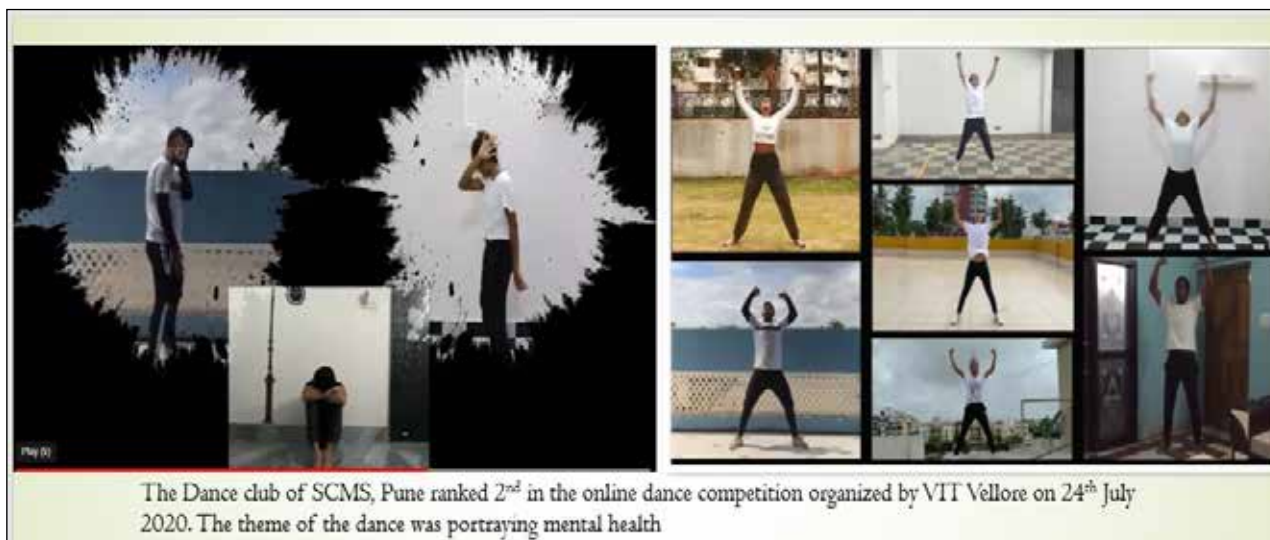 Play (k)
The Dance club of SCMS, Pune ranked 2nd in the online dance competition organized by VIT Vellore on 24th July
2020. The theme of the dance was portraying mental health